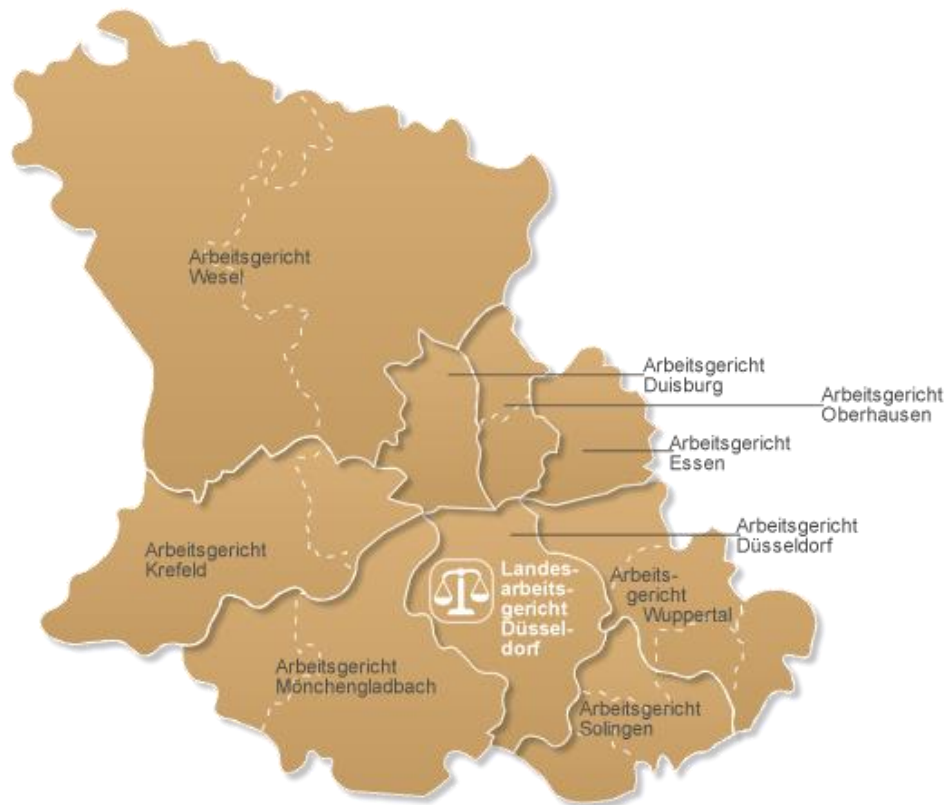 Arbeitsgericht
Wesel
Arbeitsgericht
Duisburg
Arbeitsgericht
Oberhausen
Arbeitsgericht
Essen
Arbeitsgericht
Düsseldorf
Arbeitsgericht
Krefeld
Landes-
arbeits-
gericht
Düssel-
dorf
Arbeits-
gericht
Wuppertal
Arbeitsgericht
Mönchengladbach
Arbeitsgericht
Solingen